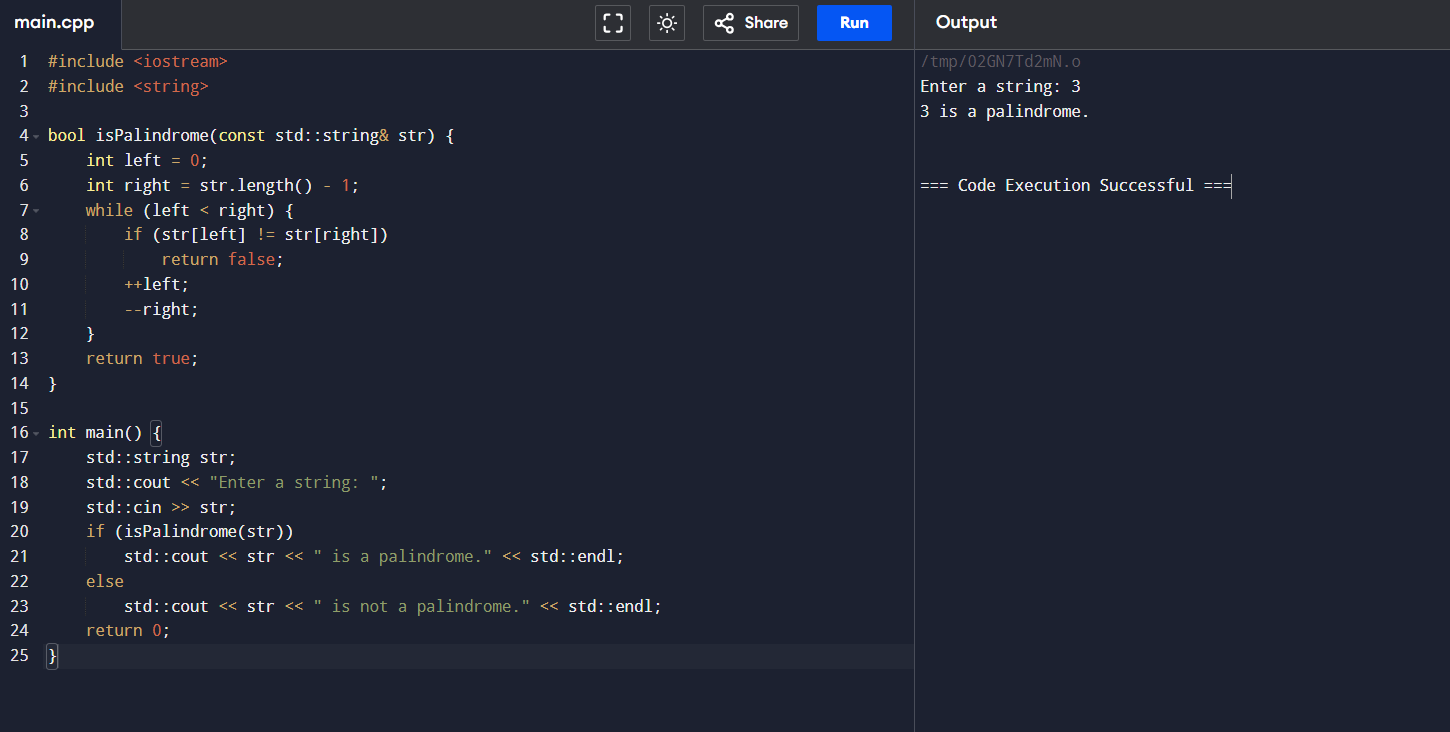 main.cpp
Share
Run
Output
1 #include <iostream>
2 #include <string>
3
4 bool isPalindrome(const std::string& str) {
5     int left = 0;
6     int right = str.length() - 1;
7     while (left < right) {
8         if (str[left] != str[right])
9             return false;
10         ++left;
11         --right;
12     }
13     return true;
14 }
15
16 int main() {
17     std::string str;
18     std::cout << "Enter a string: ";
19     std::cin >> str;
20     if (isPalindrome(str))
21         std::cout << str << " is a palindrome." << std::endl;
22     else
23         std::cout << str << " is not a palindrome." << std::endl;
24     return 0;
25 }
/tmp/O2GN7Td2mN.o
Enter a string: 3
3 is a palindrome.
=== Code Execution Successful ===